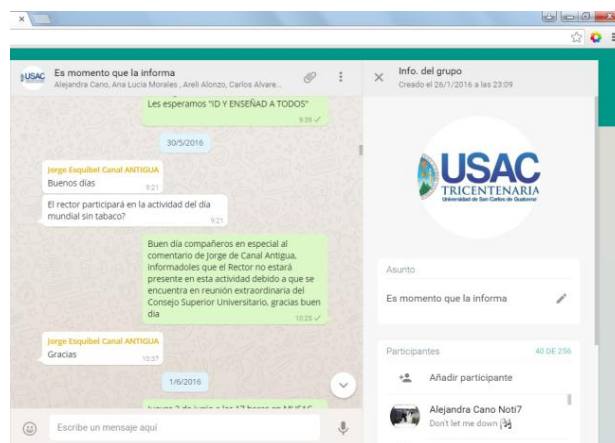 USAC
Es momento que la informa
Alejandra Cano, Ana Lucia Morales , Areli Alonzo, Carlos Alvare...
Les esperamos "ID Y ENSEÑAD A TODOS"
30/5/2016
Jorge Esquibel Canal ANTIGUA
Buenos días
9:21
El rector participará en la actividad del día
mundial sin tabaco?
9:21
Buen día compañeros en especial al
comentario de Jorge de Canal Antigua,
informadoles que el Rector no estará
presente en esta actividad debido a que se
encuentra en reunión extraordinaria del
Consejo Superior Universitario, gracias buen
dia
10:25
Jorge Esquibel Canal ANTIGUA
Gracias
10:37
1/6/2016
Escribe un mensaje aquí
Info. del grupo
Creado el 26/1/2016 a las 23:09
USAC
TRICENTENARIA
Universidad de San Carlos de Guatemala
Asunto
Es momento que la informa
Participantes
40 DE 256
Añadir participante
Alejandra Cano Noti7
Don't let me down